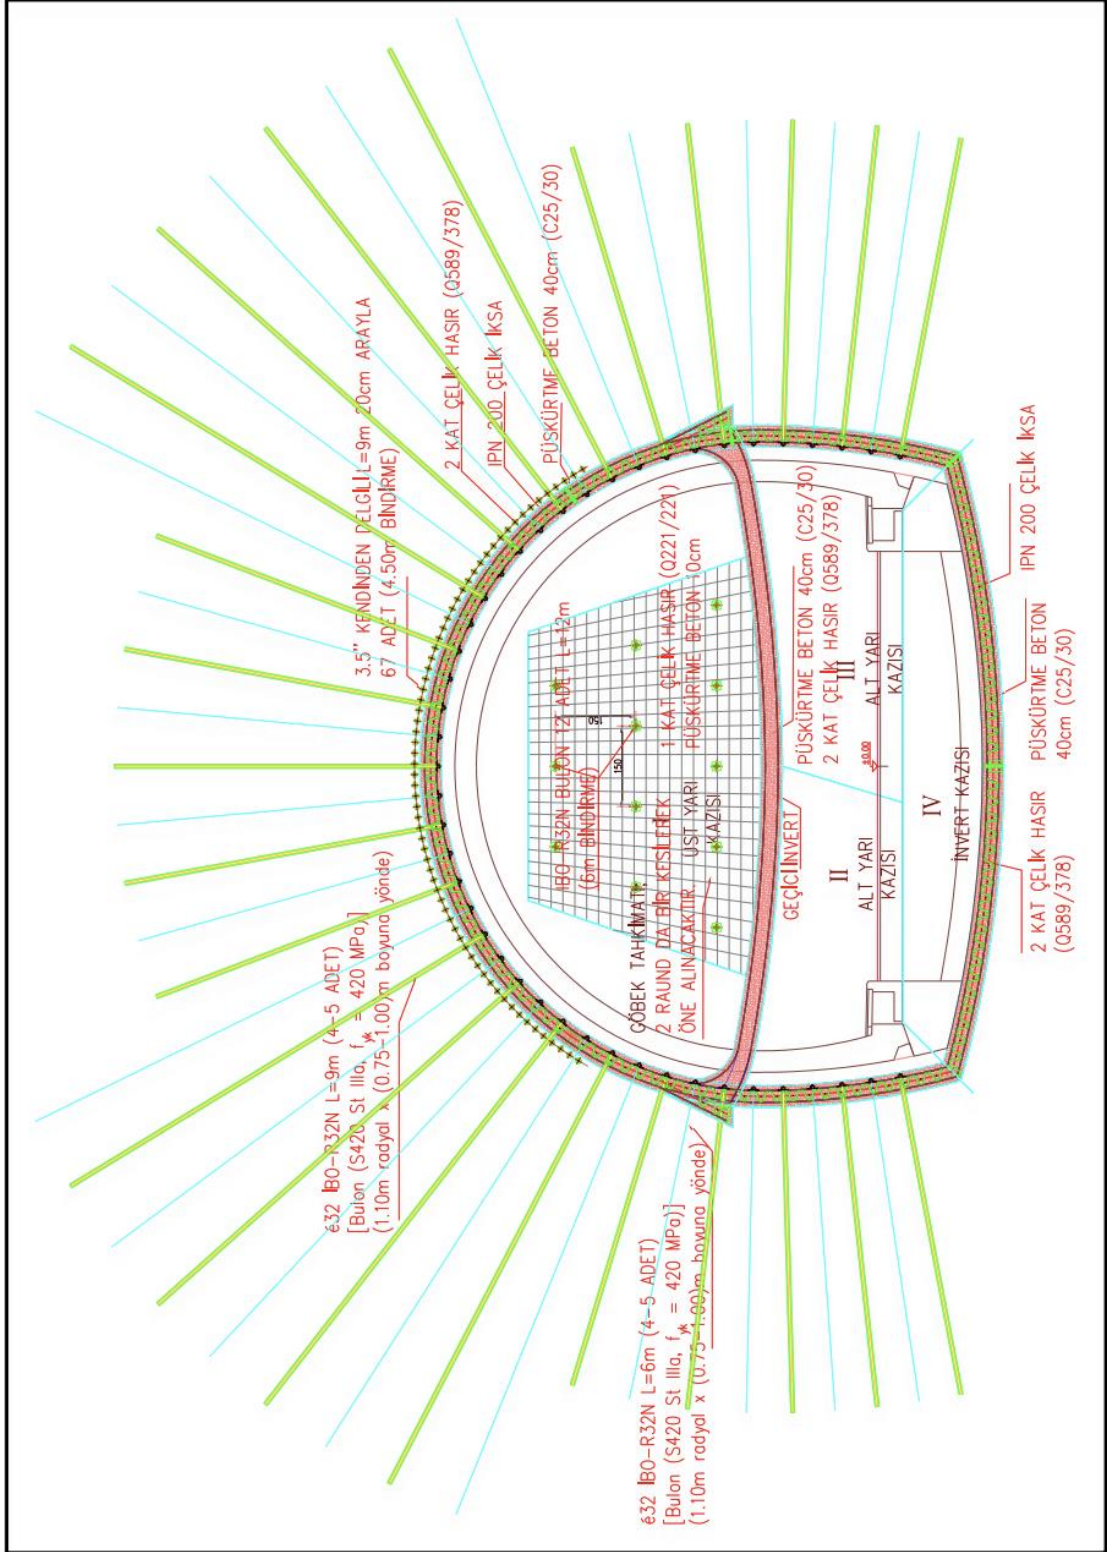 3.5" KENDİNDEN DELGİLİ L=9m 20cm ARAYLA
67 ADET (4.50m BİNDİRME)
2 KAT ÇELİK HASIR (Q589/378)
IPN 200 ÇELİK İKSA
PÜSKÜRTME BETON 40cm (C25/30)
é32 İBO-R32N L=9m (4-5 ADET)
[Bulon (S420 St IIIa, fyk = 420 MPa)]
(1.10m radyal x (0.75-1.00)m boyuna yönde)
é32 İBO-R32N L=6m (4-5 ADET)
[Bulon (S420 St IIIa, fyk = 420 MPa)]
(1.10m radyal x (0.75-1.00)m boyuna yönde)
İBO-R32N BULON 12 ADET L=12m
(6m BİNDİRME)
150
150
GÖBEK TAHKİMATI,
2 RAUND DA BİR KESİLEREK
ÖNE ALINACAKTIR.
1 KAT ÇELİK HASIR (Q221/221)
PÜSKÜRTME BETON 10cm
ÜST YARI
KAZISI
GEÇİCİ İNVERT
PÜSKÜRTME BETON 40cm (C25/30)
2 KAT ÇELİK HASIR (Q589/378)
II
ALT YARI
KAZISI
III
ALT YARI
KAZISI
±0.00
IV
İNVERT KAZISI
2 KAT ÇELİK HASIR
(Q589/378)
PÜSKÜRTME BETON
40cm (C25/30)
IPN 200 ÇELİK İKSA